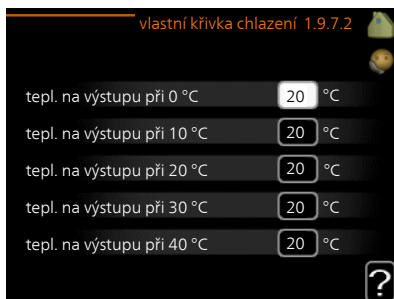 vlastní křivka chlazení 1.9.7.2
tepl. na výstupu při 0 °C 20 °C
tepl. na výstupu při 10 °C 20 °C
tepl. na výstupu při 20 °C 20 °C
tepl. na výstupu při 30 °C 20 °C
tepl. na výstupu při 40 °C 20 °C
?